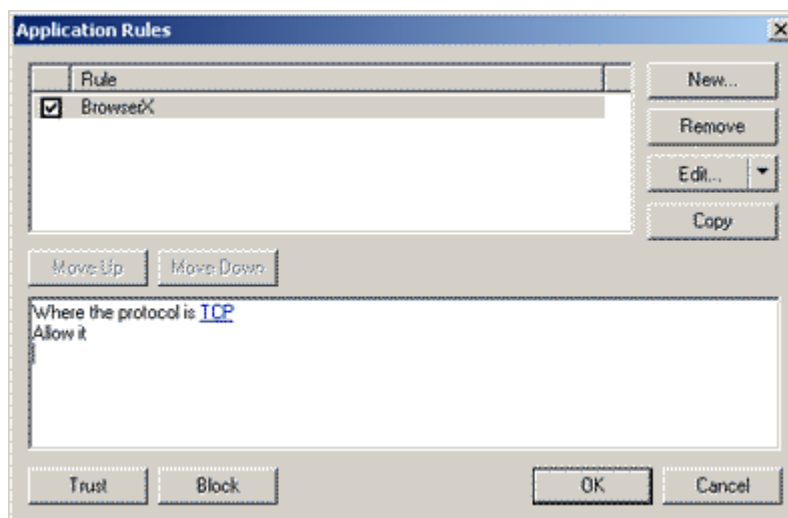 Application Rules
Rule
New...
BrowserX
Remove
Edit...
Copy
Move Up
Move Down
Where the protocol is TCP
Allow it
Trust
Block
OK
Cancel